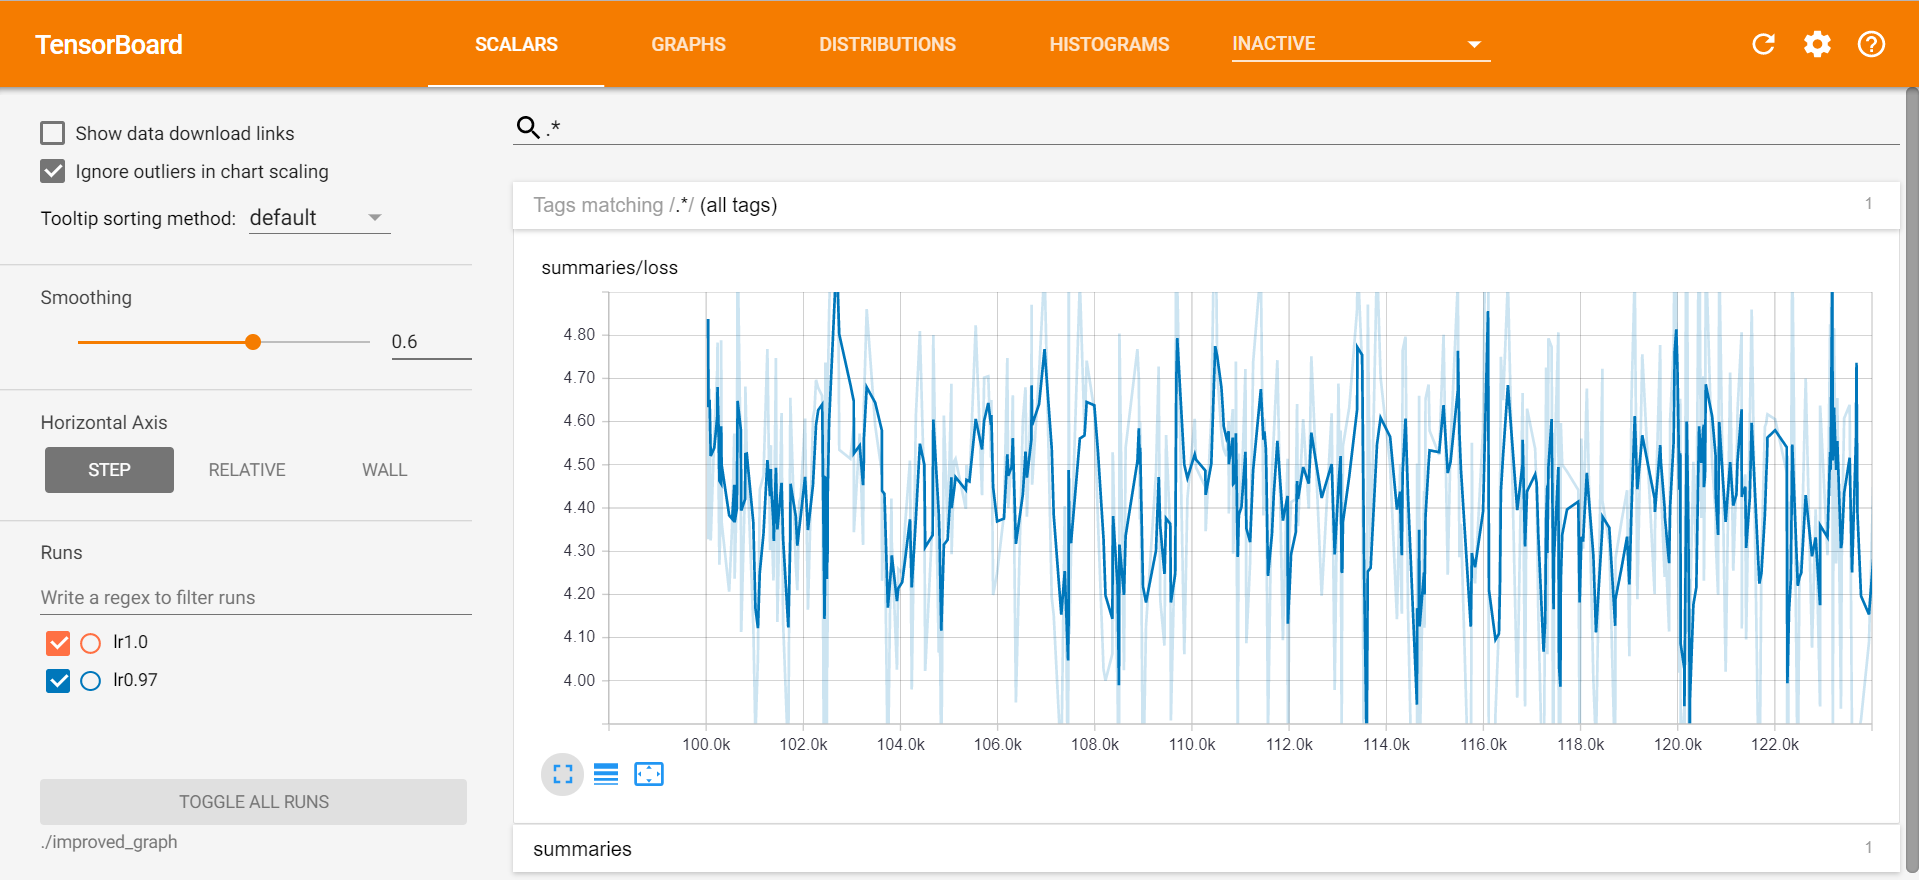 TensorBoard SCALARS GRAPHS DISTRIBUTIONS HISTOGRAMS INACTIVE
Show data download links
Ignore outliers in chart scaling
Tooltip sorting method: default
Smoothing
0.6
Horizontal Axis
STEP RELATIVE WALL
Runs
Write a regex to filter runs
lr1.0
lr0.97
TOGGLE ALL RUNS
./improved_graph
.*
Tags matching /.*/ (all tags) 1
summaries/loss
4.80
4.70
4.60
4.50
4.40
4.30
4.20
4.10
4.00
100.0k 102.0k 104.0k 106.0k 108.0k 110.0k 112.0k 114.0k 116.0k 118.0k 120.0k 122.0k
summaries 1